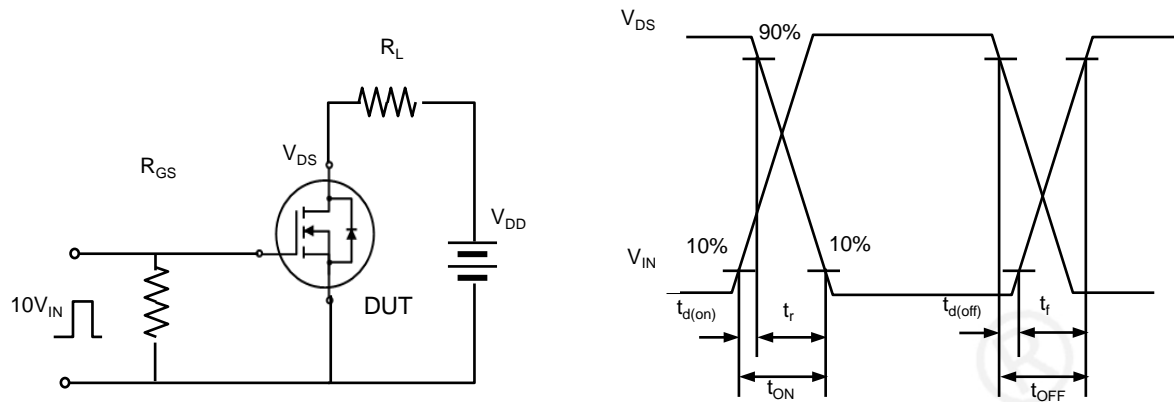 R_L
V_DS
R_GS
V_DD
10V_IN
DUT
V_DS
90%
V_IN
10%
10%
t_d(on)
t_r
t_d(off)
t_f
t_ON
t_OFF
R